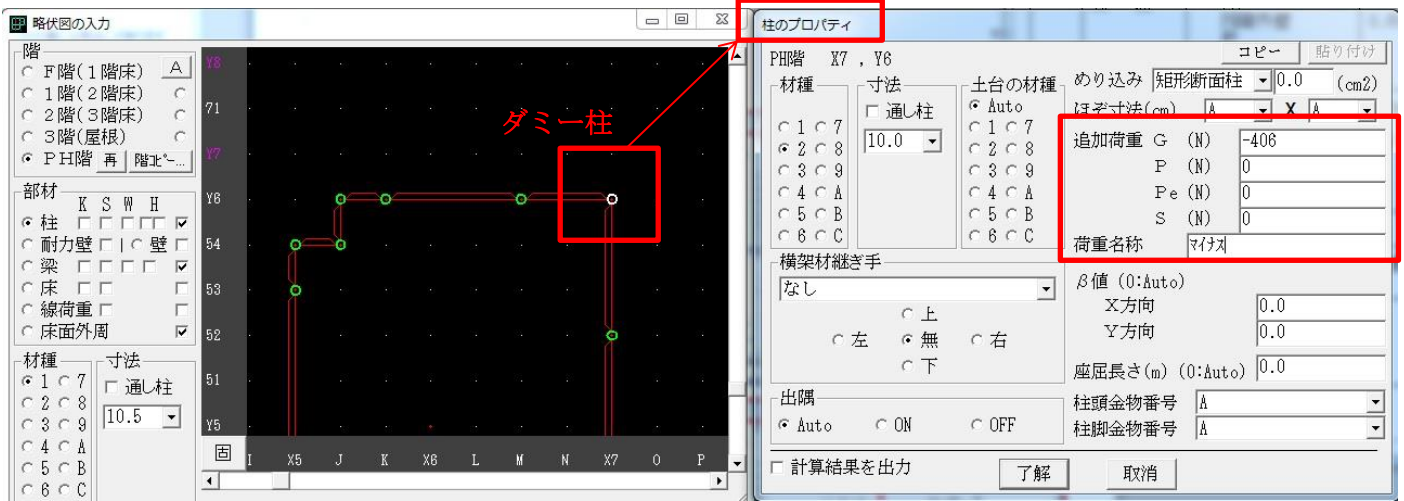 略伏図の入力
階
F階(1階床) A
1階(2階床)
2階(3階床)
3階(屋根)
PH階 再 階ｺﾋﾟｰ...
部材
K S W H
柱
耐力壁 | 壁
梁
床
線荷重
床面外周
材種
1 7
2 8
3 9
4 A
5 B
6 C
寸法
通し柱
10.5
Y8
71
Y7
Y6
54
53
52
51
Y5
固
I X5 J K X6 L M N X7 O P
ダミー柱
柱のプロパティ
PH階 X7 , Y6
コピー 貼り付け
材種
1 7
2 8
3 9
4 A
5 B
6 C
寸法
通し柱
10.0
土台の材種
Auto
1 7
2 8
3 9
4 A
5 B
6 C
横架材継ぎ手
なし
上
左 無 右
下
出隅
Auto ON OFF
めり込み 矩形断面柱 0.0 (cm2)
ほぞ寸法(cm) A X A
追加荷重 G (N) -406
P (N) 0
Pe (N) 0
S (N) 0
荷重名称 ﾏｲﾅｽ
β値 (0:Auto)
X方向 0.0
Y方向 0.0
座屈長さ(m) (0:Auto) 0.0
柱頭金物番号 A
柱脚金物番号 A
計算結果を出力 了解 取消